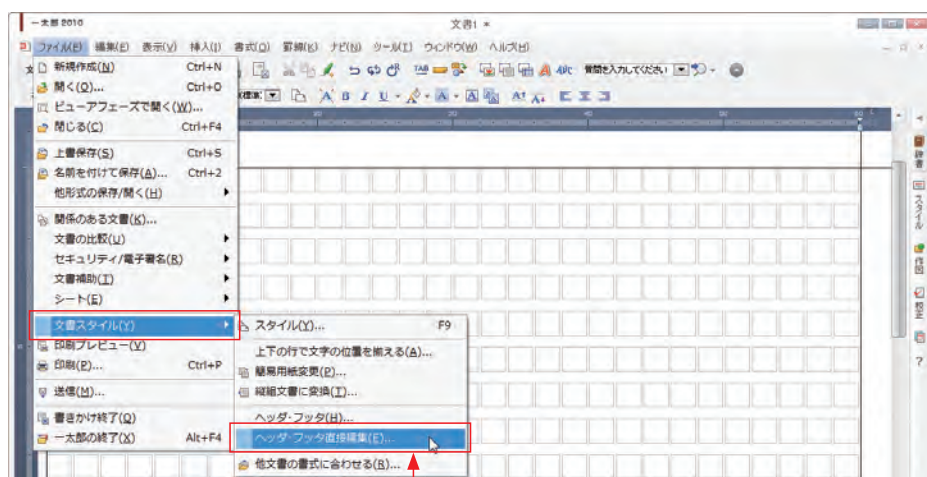 一太郎 2010
文書1 *
ファイル(F) 編集(E) 表示(V) 挿入(I) 書式(O) 罫線(K) ナビ(N) ツール(T) ウィンドウ(W) ヘルプ(H)
質問を入力してください
新規作成(N) Ctrl+N
開く(O)... Ctrl+O
ビューアフェーズで開く(W)...
閉じる(C) Ctrl+F4
上書保存(S) Ctrl+S
名前を付けて保存(A)... Ctrl+2
他形式の保存/開く(H)
関係のある文書(K)...
文書の比較(U)
セキュリティ/電子署名(R)
文書補助(I)
シート(E)
文書スタイル(Y)
印刷プレビュー(V)
印刷(P)... Ctrl+P
送信(M)...
書きかけ終了(Q)
一太郎の終了(X) Alt+F4
スタイル(Y)... F9
上下の行で文字の位置を揃える(A)...
簡易用紙変更(P)...
縦組文書に変換(T)...
ヘッダ・フッタ(H)...
ヘッダ・フッタ直接編集(E)...
他文書の書式に合わせる(R)...
辞書
スタイル
作図
校正